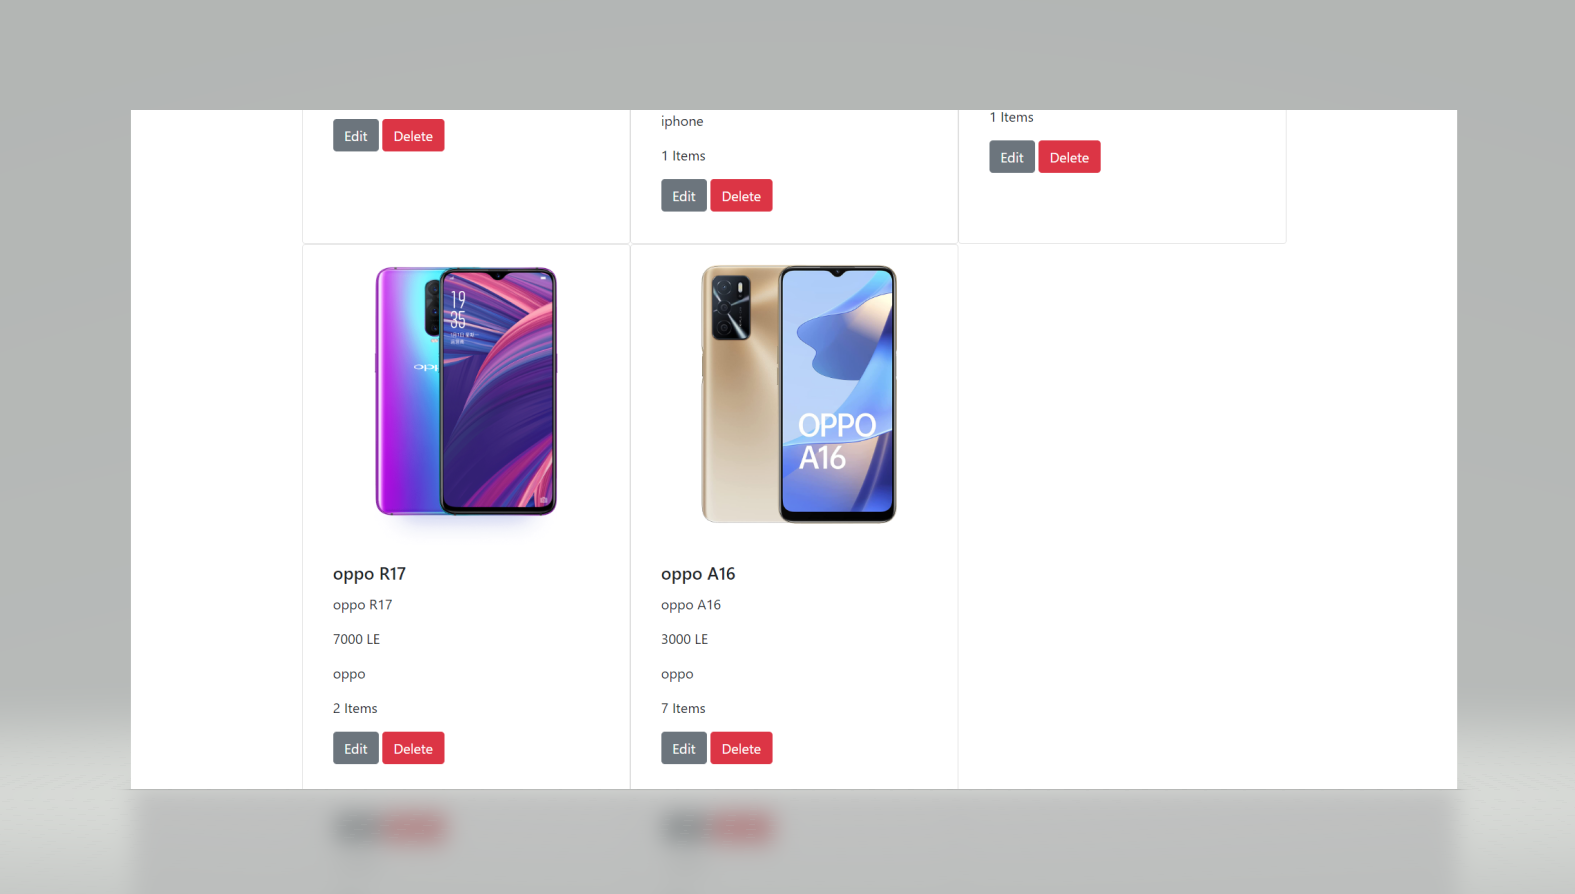 Edit Delete
iphone
1 Items
Edit Delete
1 Items
Edit Delete
19
35
oppo R17
oppo R17
7000 LE
oppo
2 Items
Edit Delete
OPPO
A16
oppo A16
oppo A16
3000 LE
oppo
7 Items
Edit Delete